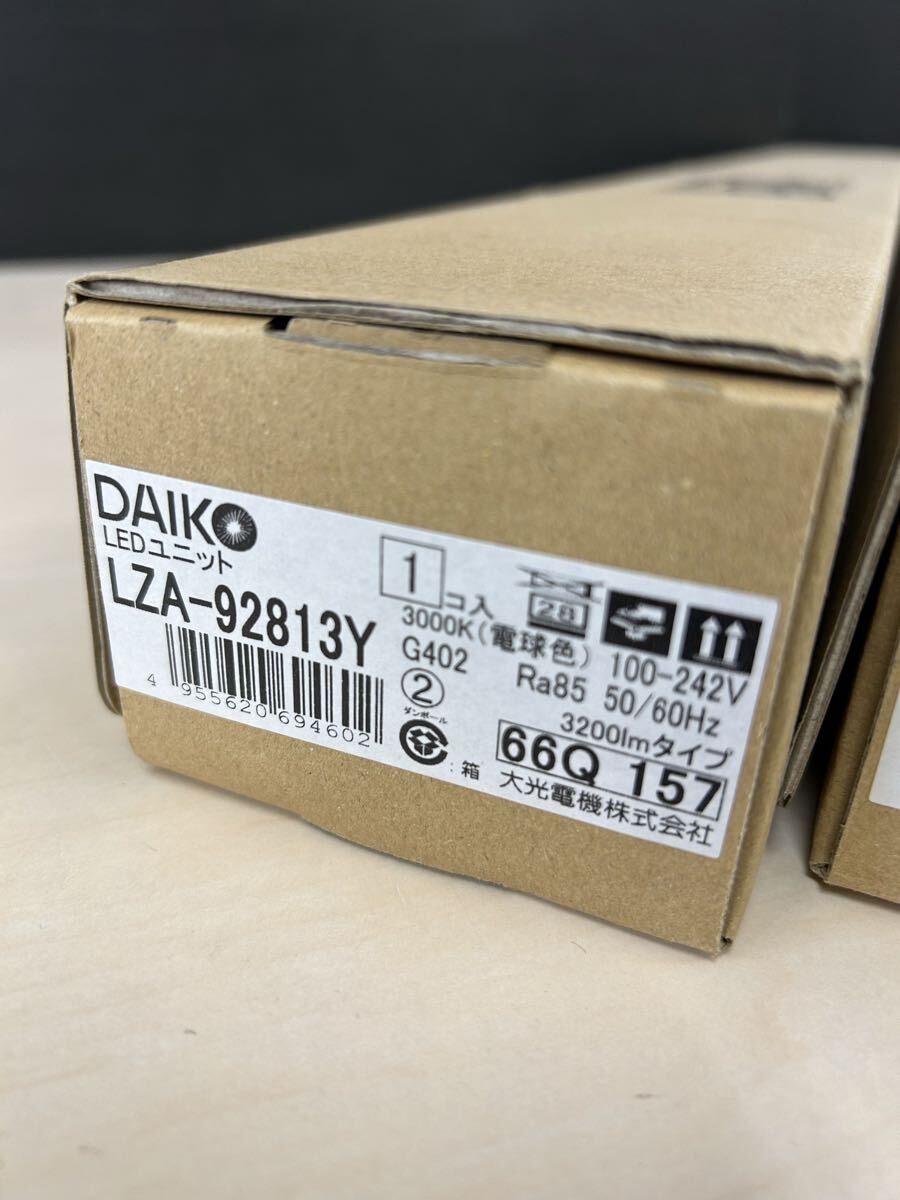 DAIKO
LEDユニット
LZA-92813Y
4 955620 694602
1 コ入
28
3000K(電球色) 100-242V
G402 Ra85 50/60Hz
② 3200lmタイプ
ダンボール
:箱
66Q 157
大光電機株式会社